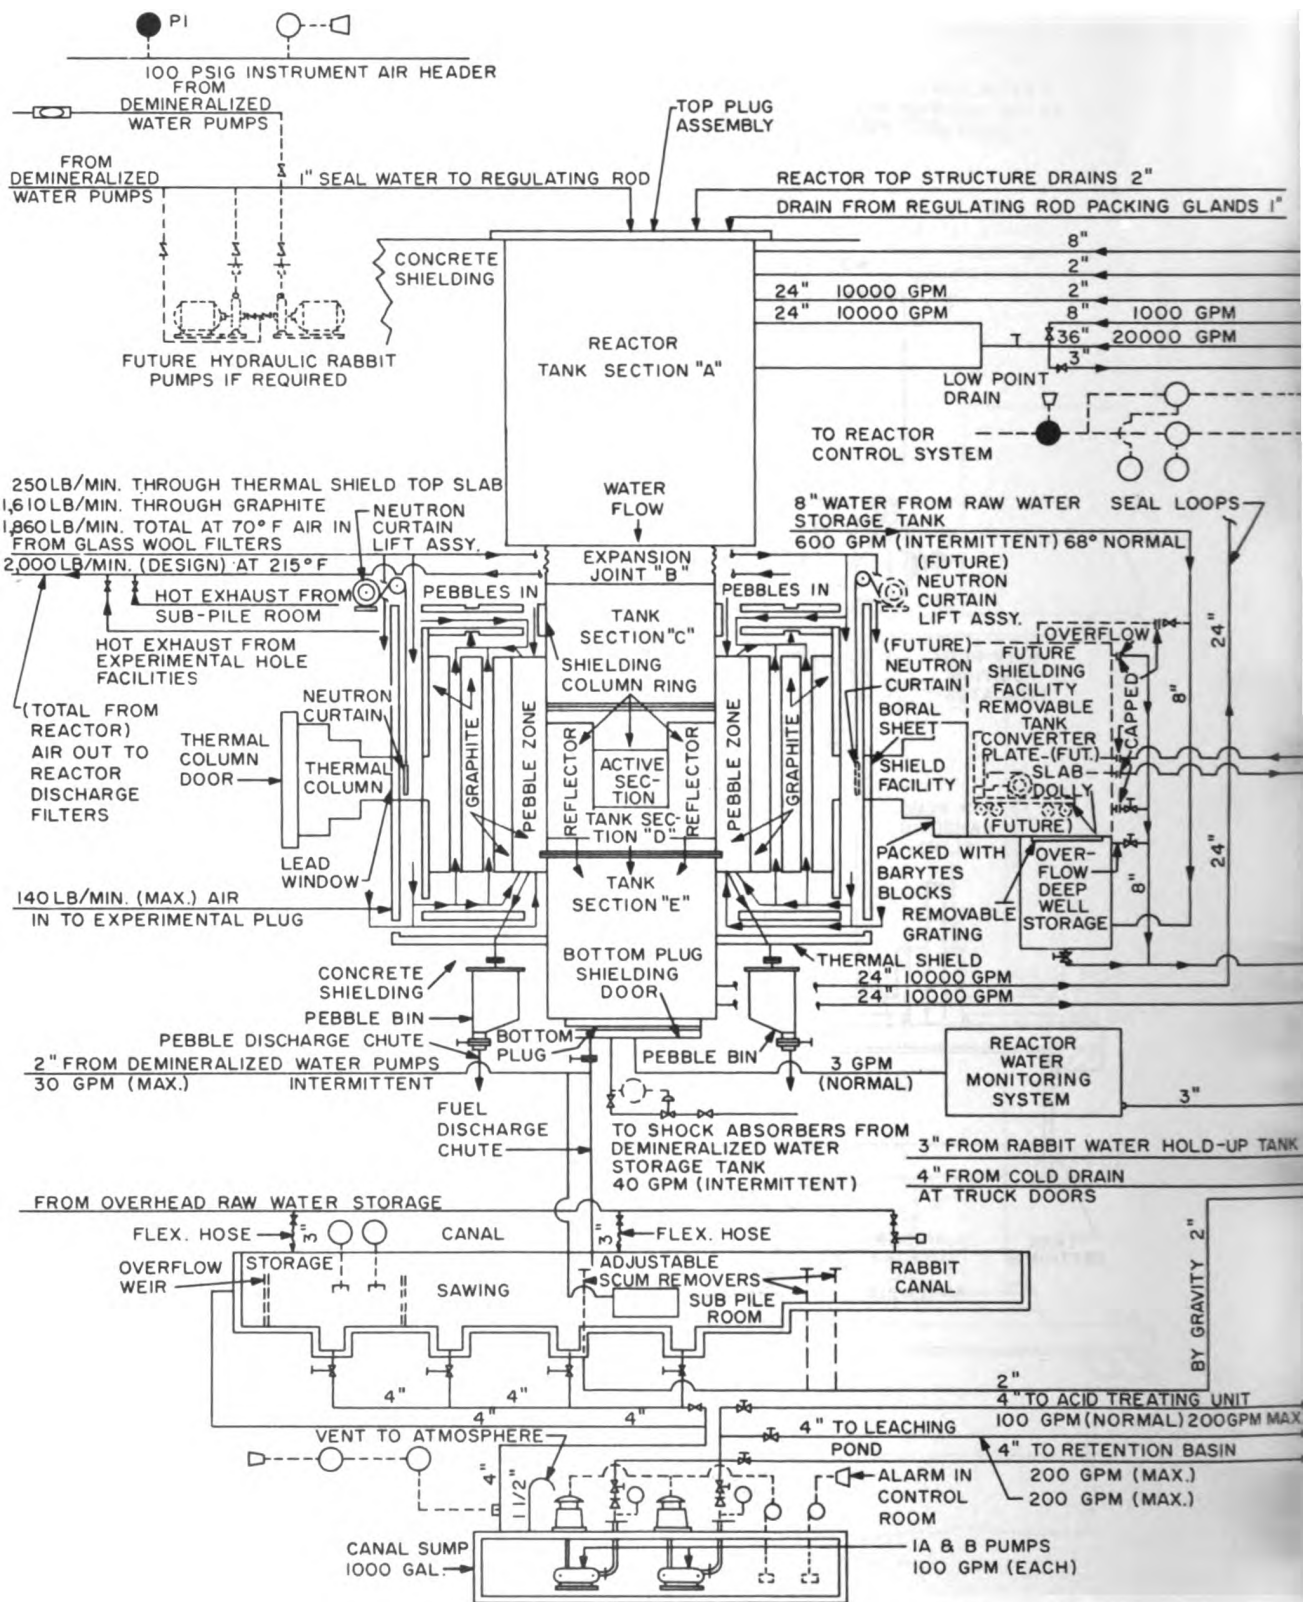 PI
100 PSIG INSTRUMENT AIR HEADER
FROM
DEMINERALIZED
WATER PUMPS
FROM
DEMINERALIZED
WATER PUMPS
1" SEAL WATER TO REGULATING ROD
TOP PLUG
ASSEMBLY
REACTOR TOP STRUCTURE DRAINS 2"
DRAIN FROM REGULATING ROD PACKING GLANDS 1"
CONCRETE
SHIELDING
8"
2"
24" 10000 GPM 2"
24" 10000 GPM 8" 1000 GPM
36" 20000 GPM
3"
REACTOR
TANK SECTION "A"
FUTURE HYDRAULIC RABBIT
PUMPS IF REQUIRED
LOW POINT
DRAIN
TO REACTOR
CONTROL SYSTEM
250 LB/MIN. THROUGH THERMAL SHIELD TOP SLAB
1,610 LB/MIN. THROUGH GRAPHITE
1,860 LB/MIN. TOTAL AT 70° F AIR IN
FROM GLASS WOOL FILTERS
2,000 LB/MIN. (DESIGN) AT 215° F
NEUTRON
CURTAIN
LIFT ASSY.
WATER
FLOW
8" WATER FROM RAW WATER
STORAGE TANK
600 GPM (INTERMITTENT) 68° NORMAL
SEAL LOOPS
EXPANSION
JOINT "B"
(FUTURE)
NEUTRON
CURTAIN
LIFT ASSY.
HOT EXHAUST FROM
SUB-PILE ROOM
PEBBLES IN
PEBBLES IN
TANK
SECTION "C"
HOT EXHAUST FROM
EXPERIMENTAL HOLE
FACILITIES
SHIELDING
COLUMN RING
(FUTURE)
NEUTRON
CURTAIN
OVERFLOW
FUTURE
SHIELDING
FACILITY
REMOVABLE
TANK
CONVERTER
PLATE-(FUT.)
SLAB
DOLLY
(FUTURE)
CAPPED
8"
24"
NEUTRON
CURTAIN
BORAL
SHEET
SHIELD
FACILITY
(TOTAL FROM
REACTOR)
AIR OUT TO
REACTOR
DISCHARGE
FILTERS
THERMAL
COLUMN
DOOR
THERMAL
COLUMN
GRAPHITE
PEBBLE ZONE
REFLECTOR
ACTIVE
SEC-
TION
REFLECTOR
PEBBLE ZONE
GRAPHITE
TANK SEC-
TION "D"
LEAD
WINDOW
PACKED WITH
BARYTES
BLOCKS
OVER-
FLOW
DEEP
WELL
STORAGE
8"
24"
TANK
SECTION "E"
140 LB/MIN. (MAX.) AIR
IN TO EXPERIMENTAL PLUG
REMOVABLE
GRATING
THERMAL SHIELD
BOTTOM PLUG
SHIELDING
DOOR
CONCRETE
SHIELDING
24" 10000 GPM
24" 10000 GPM
PEBBLE BIN
PEBBLE DISCHARGE CHUTE
BOTTOM
PLUG
PEBBLE BIN
2" FROM DEMINERALIZED WATER PUMPS
30 GPM (MAX.) INTERMITTENT
3 GPM
(NORMAL)
REACTOR
WATER
MONITORING
SYSTEM
3"
FUEL
DISCHARGE
CHUTE
TO SHOCK ABSORBERS FROM
DEMINERALIZED WATER
STORAGE TANK
40 GPM (INTERMITTENT)
3" FROM RABBIT WATER HOLD-UP TANK
4" FROM COLD DRAIN
AT TRUCK DOORS
FROM OVERHEAD RAW WATER STORAGE
FLEX. HOSE
3"
CANAL
3"
FLEX. HOSE
OVERFLOW
WEIR
STORAGE
SAWING
ADJUSTABLE
SCUM REMOVERS
SUB PILE
ROOM
RABBIT
CANAL
BY GRAVITY 2"
4"
4"
4"
4"
2"
4" TO ACID TREATING UNIT
100 GPM (NORMAL) 200GPM MAX.
4" TO LEACHING
POND
4" TO RETENTION BASIN
200 GPM (MAX.)
200 GPM (MAX.)
VENT TO ATMOSPHERE
4"
1 1/2"
ALARM IN
CONTROL
ROOM
CANAL SUMP
1000 GAL.
1A & B PUMPS
100 GPM (EACH)